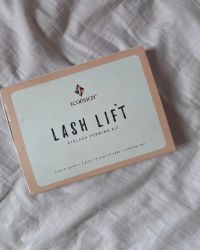 ICONSIGN
LASH LIFT
EYELASH PERMING KIT